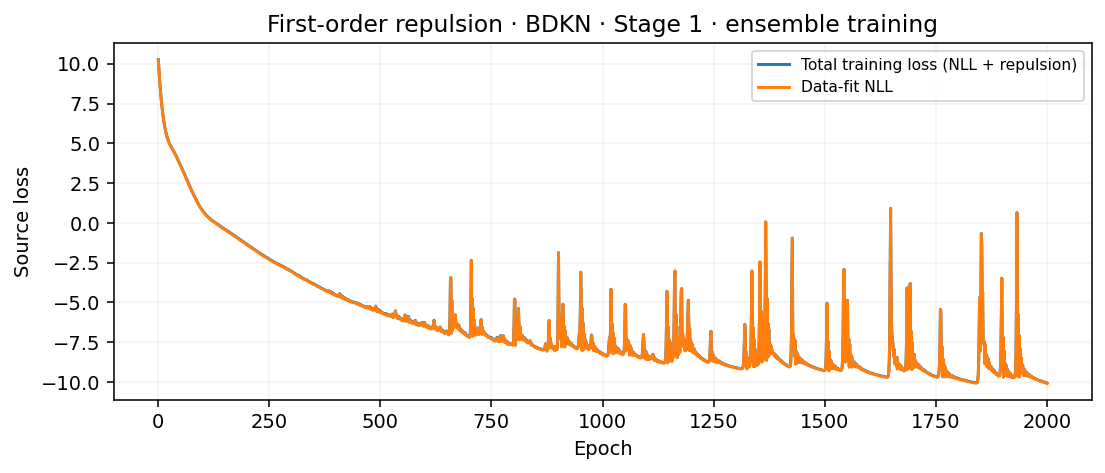 First-order repulsion · BDKN · Stage 1 · ensemble training
Total training loss (NLL + repulsion)
Data-fit NLL
Source loss
10.0
7.5
5.0
2.5
0.0
−2.5
−5.0
−7.5
−10.0
0 250 500 750 1000 1250 1500 1750 2000
Epoch